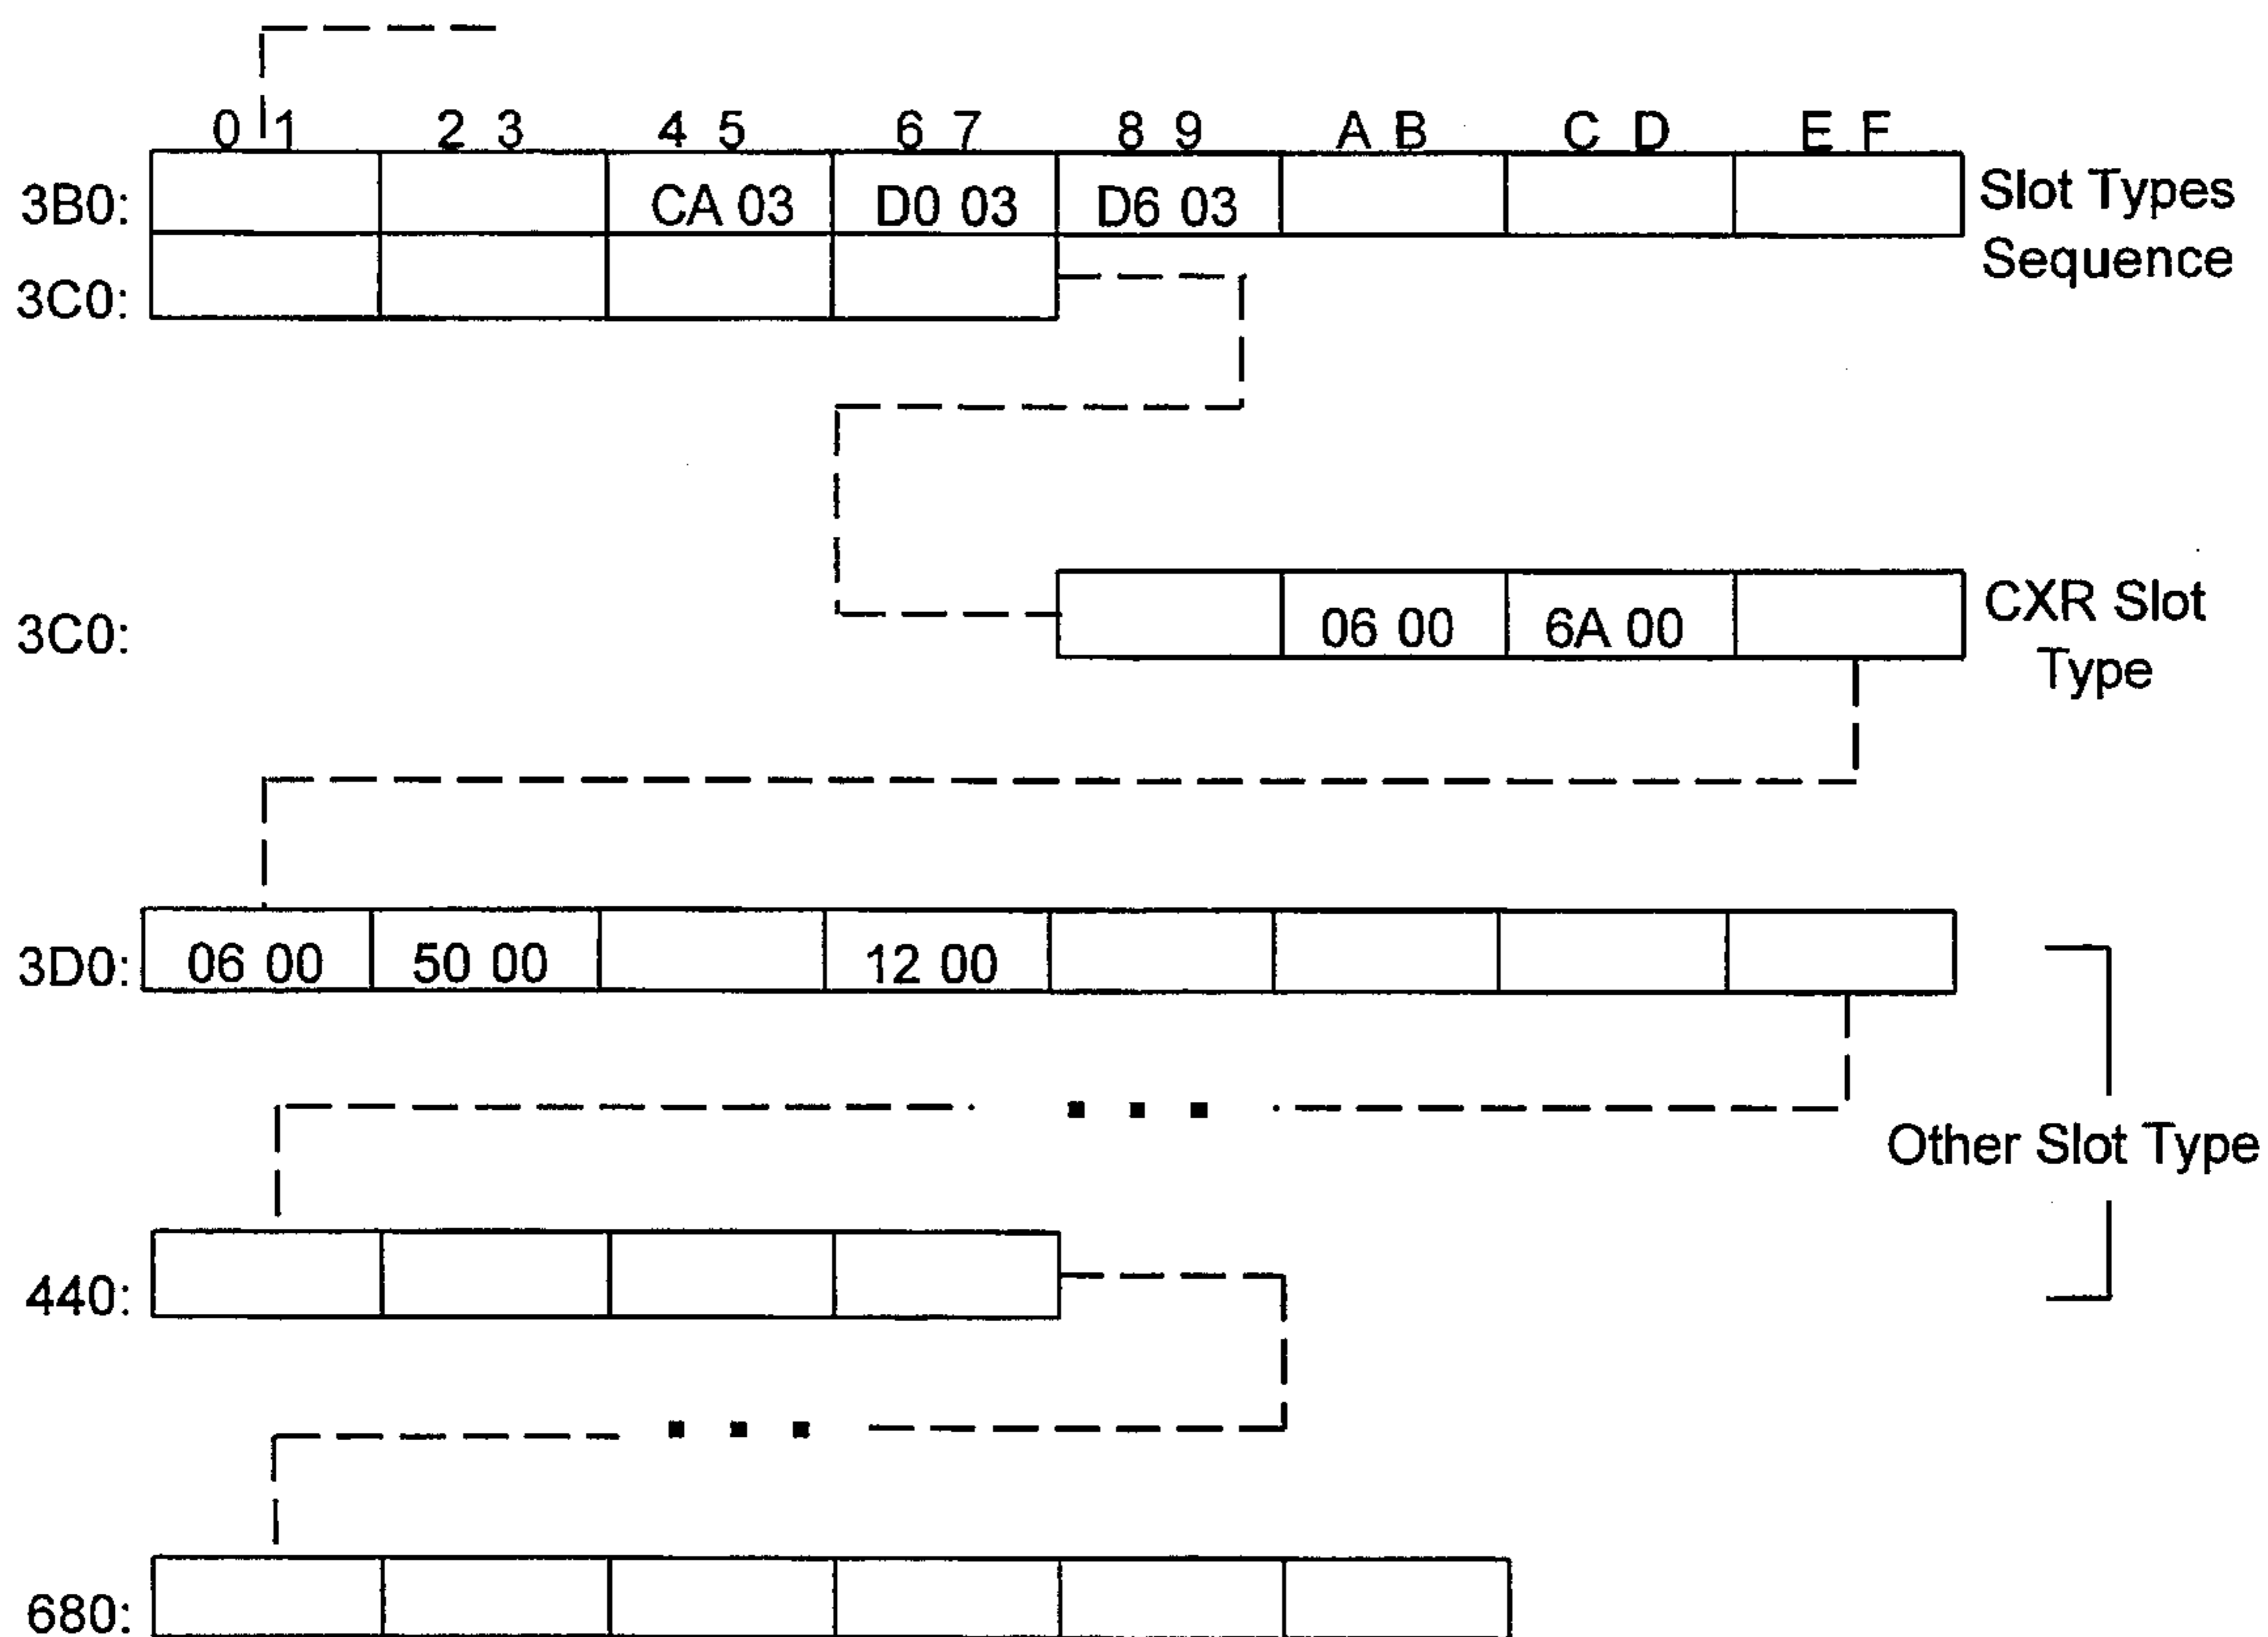 0 1 2 3 4 5 6 7 8 9 A B C D E F
3B0: CA 03 D0 03 D6 03 Slot Types
Sequence
3C0:
3C0: 06 00 6A 00 CXR Slot
Type
3D0: 06 00 50 00 12 00
Other Slot Type
440:
680: